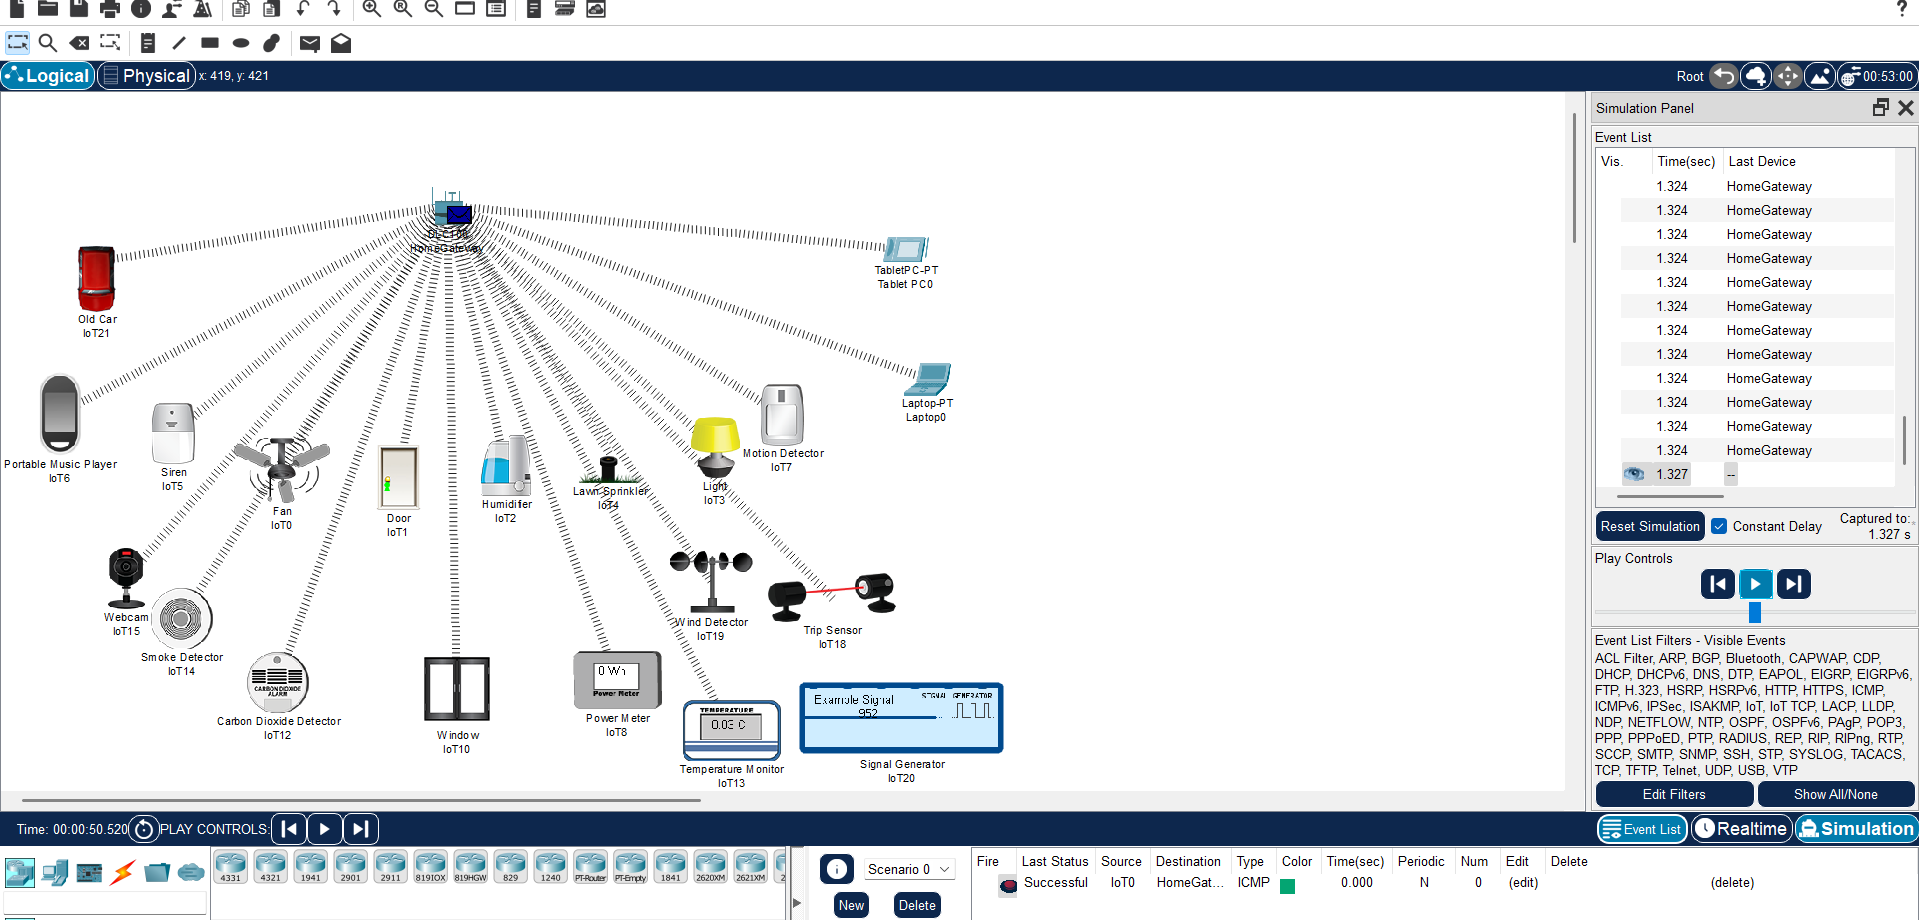 Logical
Physical
x: 419, y: 421
Root
00:53:00
HomeGateway
TabletPC-PT
Tablet PC0
Old Car
IoT21
Laptop-PT
Laptop0
Portable Music Player
IoT6
Siren
IoT5
Fan
IoT0
Door
IoT1
Humidifier
IoT2
Lawn Sprinkler
IoT4
Light
IoT3
Motion Detector
IoT7
Webcam
IoT15
Smoke Detector
IoT14
CARBON DIOXIDE
ALARM
Carbon Dioxide Detector
IoT12
Window
IoT10
0 Wh
Power Meter
Power Meter
IoT8
Wind Detector
IoT19
Trip Sensor
IoT18
TEMPERATURE
0.03 C
Temperature Monitor
IoT13
Example Signal
952
SIGNAL GENERATOR
Signal Generator
IoT20
Simulation Panel
Event List
Vis. Time(sec) Last Device
1.324 HomeGateway
1.324 HomeGateway
1.324 HomeGateway
1.324 HomeGateway
1.324 HomeGateway
1.324 HomeGateway
1.324 HomeGateway
1.324 HomeGateway
1.324 HomeGateway
1.324 HomeGateway
1.324 HomeGateway
1.324 HomeGateway
1.327 --
Reset Simulation
Constant Delay
Captured to:
1.327 s
Play Controls
Event List Filters - Visible Events
ACL Filter, ARP, BGP, Bluetooth, CAPWAP, CDP,
DHCP, DHCPv6, DNS, DTP, EAPOL, EIGRP, EIGRPv6,
FTP, H.323, HSRP, HSRPv6, HTTP, HTTPS, ICMP,
ICMPv6, IPSec, ISAKMP, IoT, IoT TCP, LACP, LLDP,
NDP, NETFLOW, NTP, OSPF, OSPFv6, PAgP, POP3,
PPP, PPPoED, PTP, RADIUS, REP, RIP, RIPng, RTP,
SCCP, SMTP, SNMP, SSH, STP, SYSLOG, TACACS,
TCP, TFTP, Telnet, UDP, USB, VTP
Edit Filters
Show All/None
Time: 00:00:50.520
PLAY CONTROLS:
Event List
Realtime
Simulation
4331 4321 1941 2901 2911 819IOX 819HGW 829 1240 PT-Router PT-Empty 1841 2620XM 2621XM 2
Scenario 0
New
Delete
Fire Last Status Source Destination Type Color Time(sec) Periodic Num Edit Delete
Successful IoT0 HomeGat... ICMP 0.000 N 0 (edit) (delete)